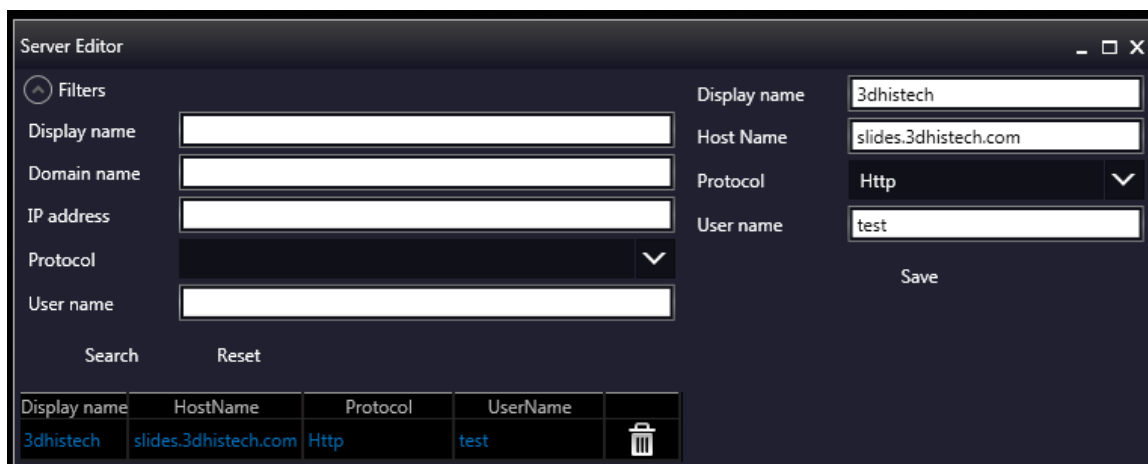 Server Editor
Filters
Display name
Domain name
IP address
Protocol
User name
Search Reset
Display name HostName Protocol UserName
3dhistech slides.3dhistech.com Http test
Display name 3dhistech
Host Name slides.3dhistech.com
Protocol Http
User name test
Save